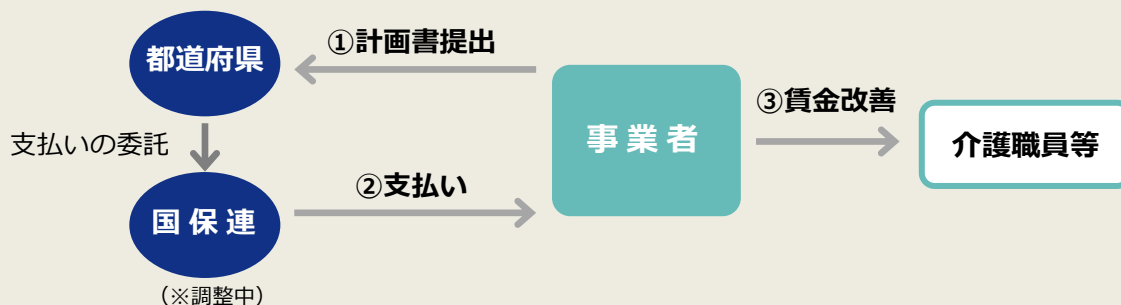 都道府県
①計画書提出
事業者
③賃金改善
介護職員等
支払いの委託
②支払い
国保連
（※調整中）